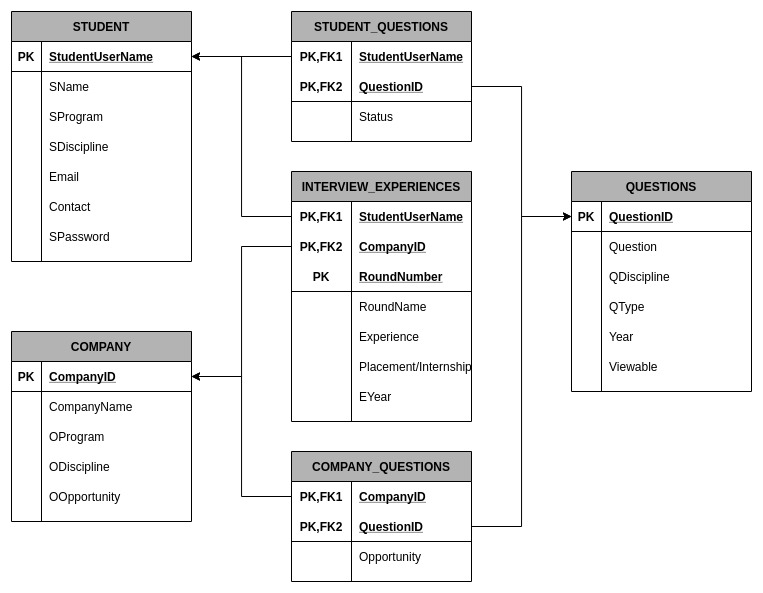 STUDENT
PK StudentUserName
SName
SProgram
SDiscipline
Email
Contact
SPassword
STUDENT_QUESTIONS
PK,FK1 StudentUserName
PK,FK2 QuestionID
Status
INTERVIEW_EXPERIENCES
PK,FK1 StudentUserName
PK,FK2 CompanyID
PK RoundNumber
RoundName
Experience
Placement/Internship
EYear
QUESTIONS
PK QuestionID
Question
QDiscipline
QType
Year
Viewable
COMPANY
PK CompanyID
CompanyName
OProgram
ODiscipline
OOpportunity
COMPANY_QUESTIONS
PK,FK1 CompanyID
PK,FK2 QuestionID
Opportunity